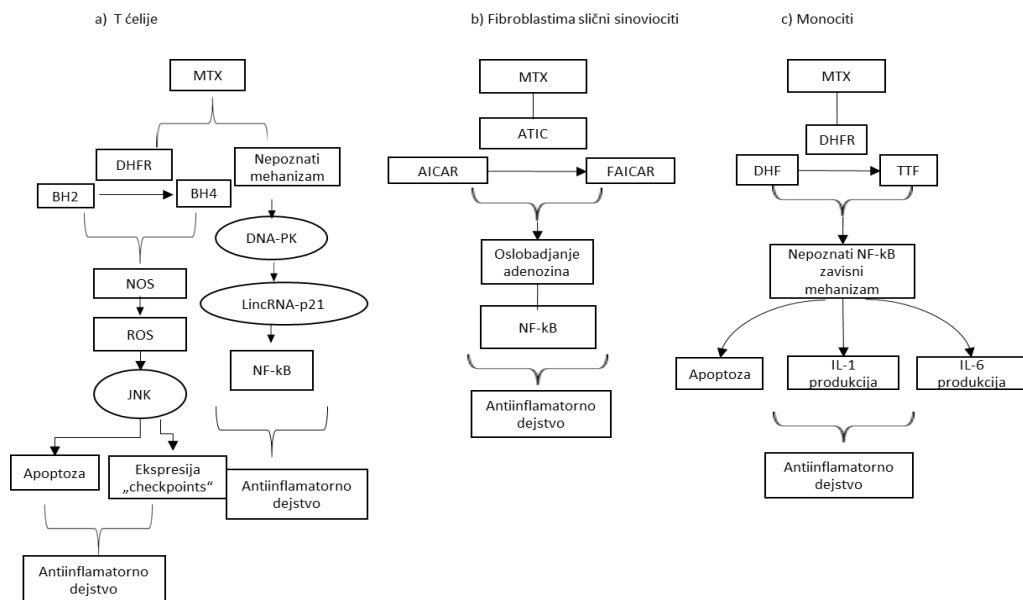 a) T ćelije
MTX
DHFR
Nepoznati
mehanizam
BH2
BH4
DNA-PK
NOS
LincRNA-p21
ROS
NF-kB
JNK
Apoptoza
Ekspresija
„checkpoints“
Antiinflamatorno
dejstvo
Antiinflamatorno
dejstvo
b) Fibroblastima slični sinoviociti
MTX
ATIC
AICAR
FAICAR
Oslobadjanje
adenozina
NF-kB
Antiinflamatorno
dejstvo
c) Monociti
MTX
DHFR
DHF
TTF
Nepoznati NF-kB
zavisni
mehanizam
Apoptoza
IL-1
produkcija
IL-6
produkcija
Antiinflamatorno
dejstvo